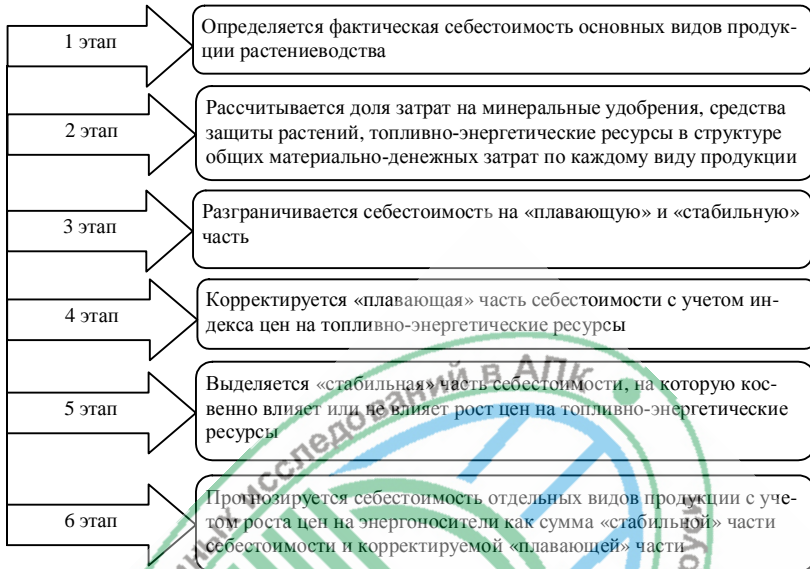 1 этап
Определяется фактическая себестоимость основных видов продук-
ции растениеводства
2 этап
Рассчитывается доля затрат на минеральные удобрения, средства
защиты растений, топливно-энергетические ресурсы в структуре
общих материально-денежных затрат по каждому виду продукции
3 этап
Разграничивается себестоимость на «плавающую» и «стабильную»
часть
4 этап
Корректируется «плавающая» часть себестоимости с учетом ин-
декса цен на топливно-энергетические ресурсы
5 этап
Выделяется «стабильная» часть себестоимости, на которую кос-
венно влияет или не влияет рост цен на топливно-энергетические
ресурсы
6 этап
Прогнозируется себестоимость отдельных видов продукции с уче-
том роста цен на энергоносители как сумма «стабильной» части
себестоимости и корректируемой «плавающей» части
исследований в АПК